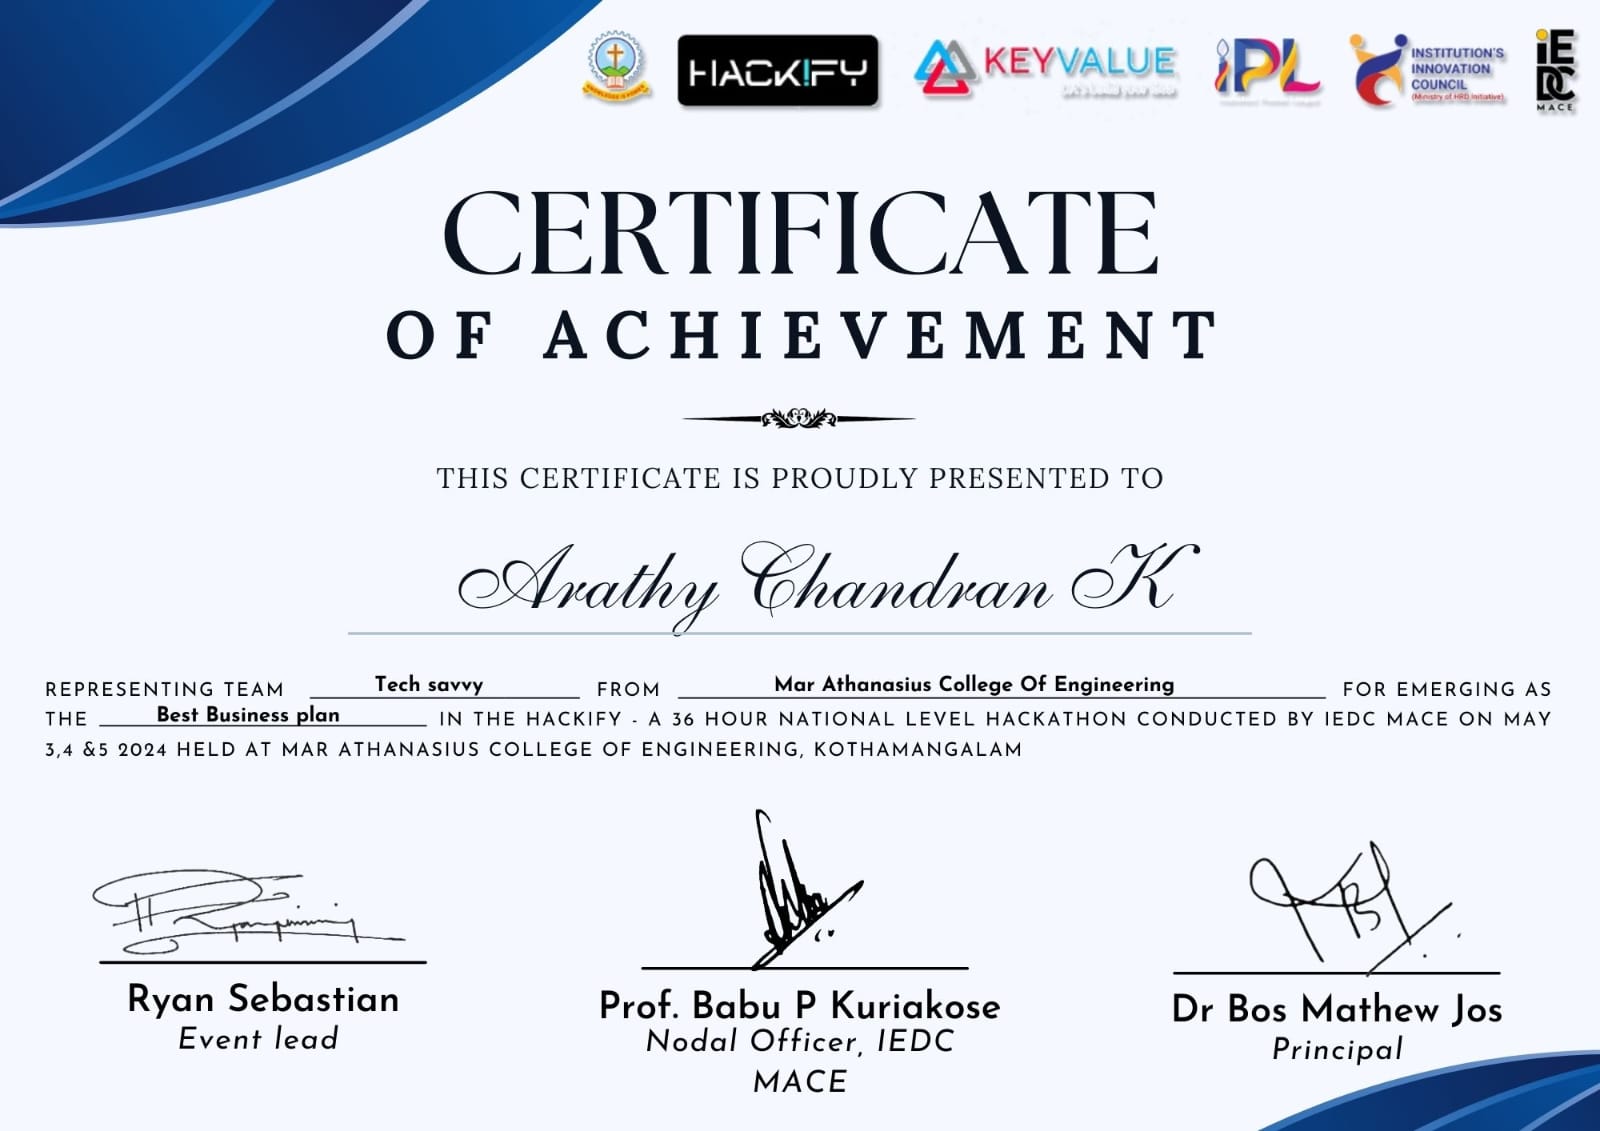 KNOWLEDGE IS POWER
HACK!FY
KEYVALUE
iPL
INSTITUTION'S
INNOVATION
COUNCIL
(Ministry of HRD Initiative)
iEDC
MACE
CERTIFICATE
OF ACHIEVEMENT
THIS CERTIFICATE IS PROUDLY PRESENTED TO
Arathy Chandran K
REPRESENTING TEAM Tech savvy FROM Mar Athanasius College Of Engineering FOR EMERGING AS
THE Best Business plan IN THE HACKIFY - A 36 HOUR NATIONAL LEVEL HACKATHON CONDUCTED BY IEDC MACE ON MAY
3,4 &5 2024 HELD AT MAR ATHANASIUS COLLEGE OF ENGINEERING, KOTHAMANGALAM
Ryan Sebastian
Event lead
Prof. Babu P Kuriakose
Nodal Officer, IEDC
MACE
Dr Bos Mathew Jos
Principal